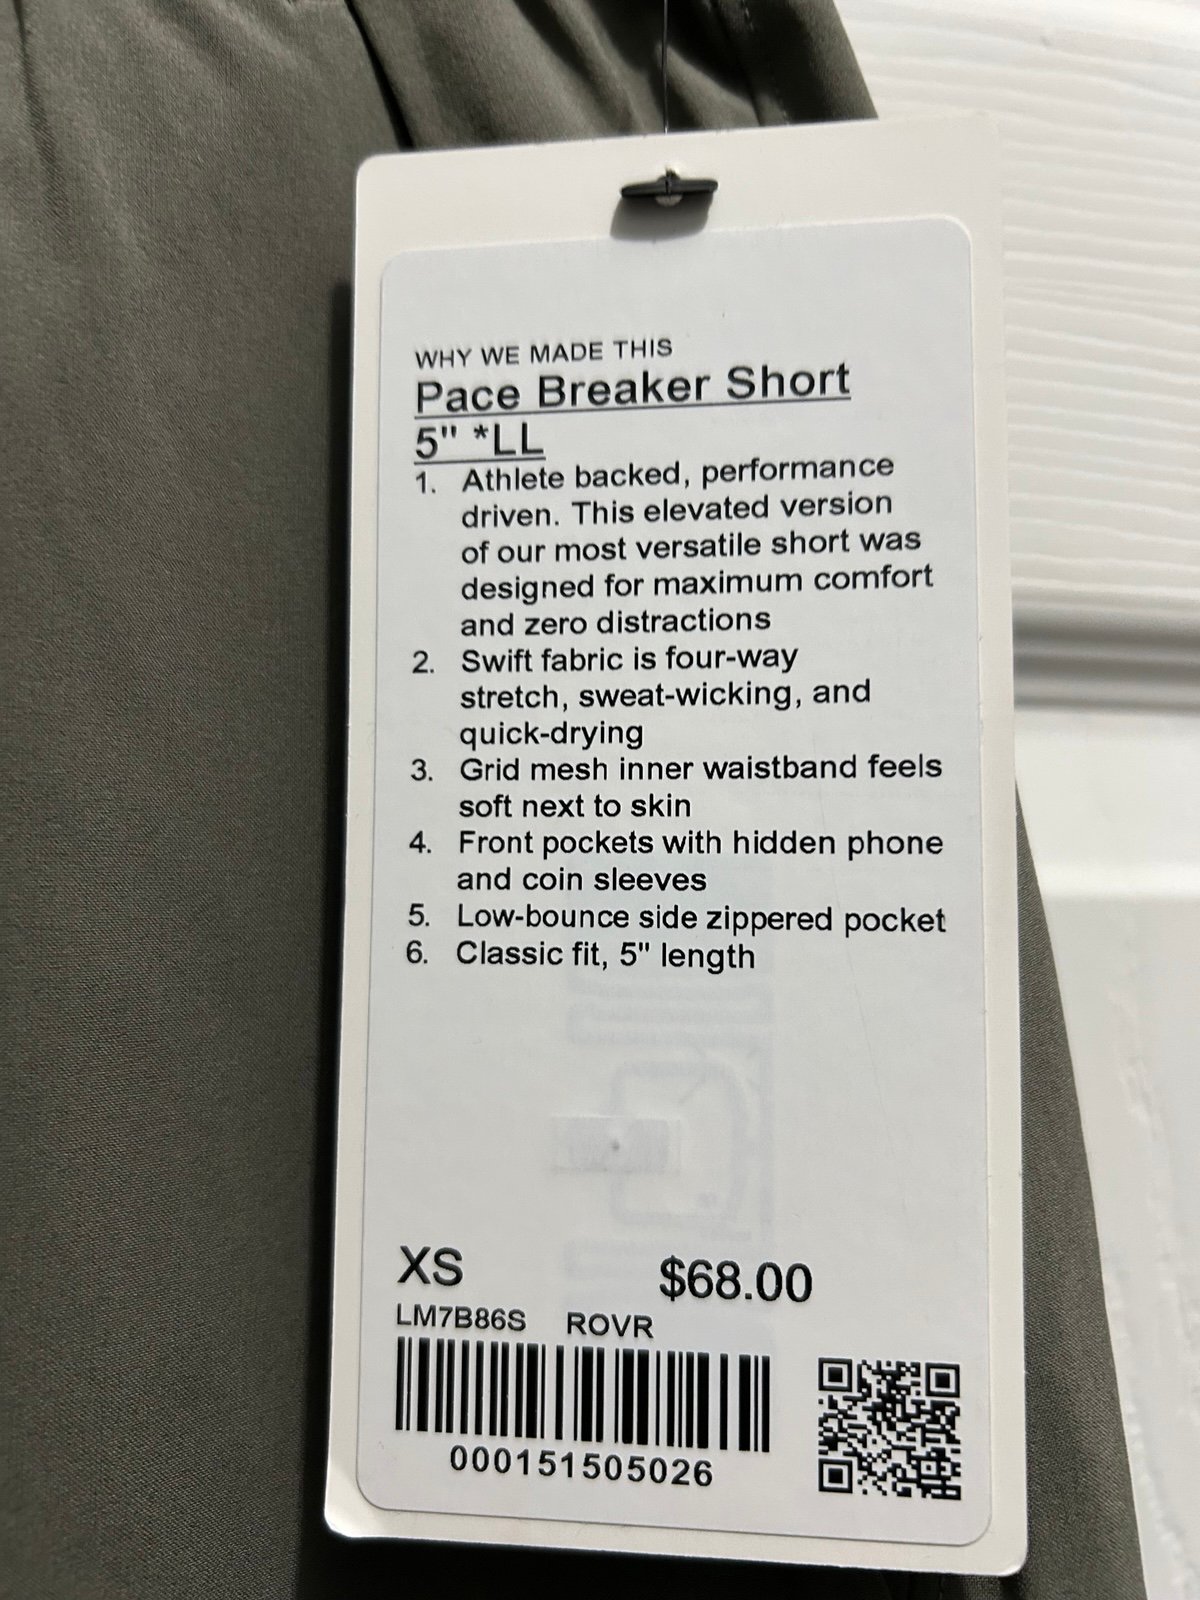 WHY WE MADE THIS
Pace Breaker Short
5" *LL
1. Athlete backed, performance
driven. This elevated version
of our most versatile short was
designed for maximum comfort
and zero distractions
2. Swift fabric is four-way
stretch, sweat-wicking, and
quick-drying
3. Grid mesh inner waistband feels
soft next to skin
4. Front pockets with hidden phone
and coin sleeves
5. Low-bounce side zippered pocket
6. Classic fit, 5" length
XS $68.00
LM7B86S ROVR
000151505026